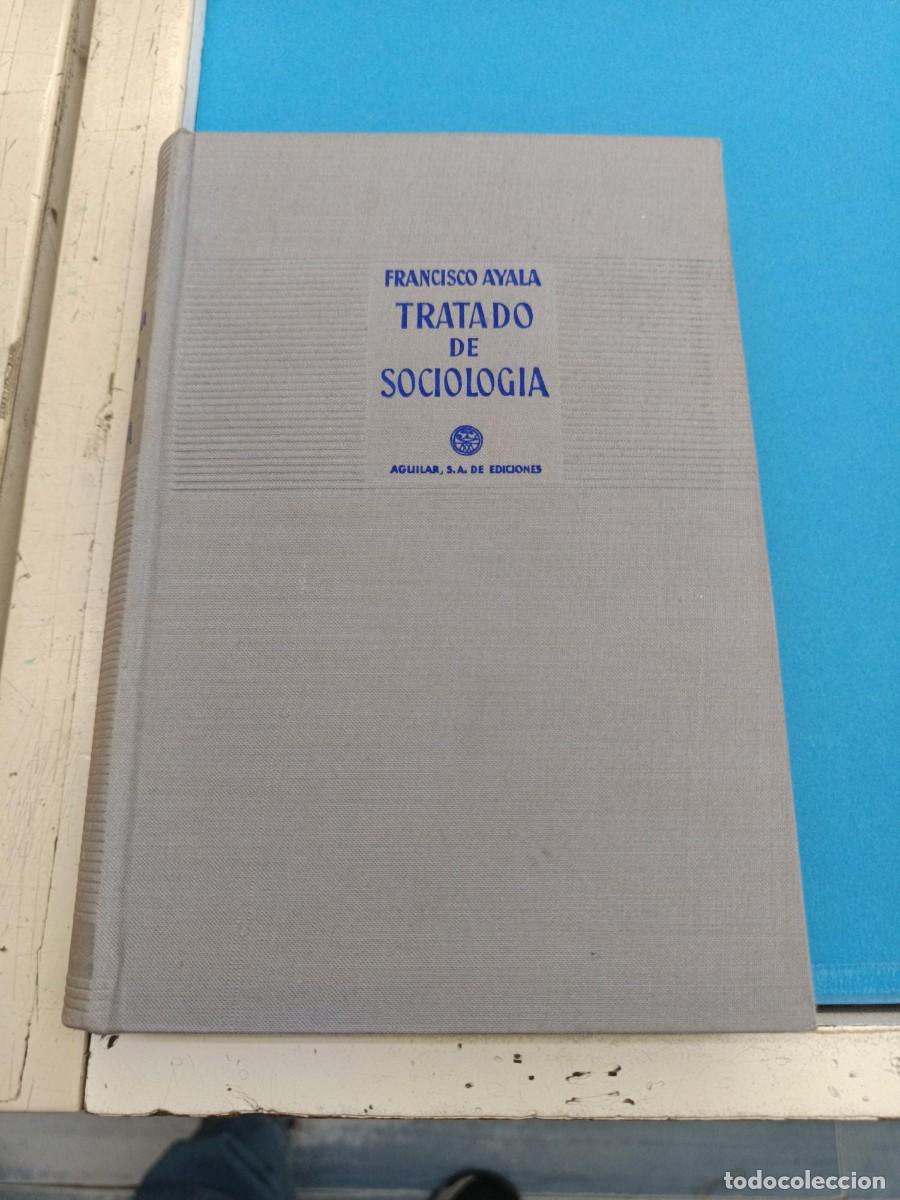 FRANCISCO AYALA
TRATADO
DE
SOCIOLOGIA
AGUILAR, S.A. DE EDICIONES
todocoleccion